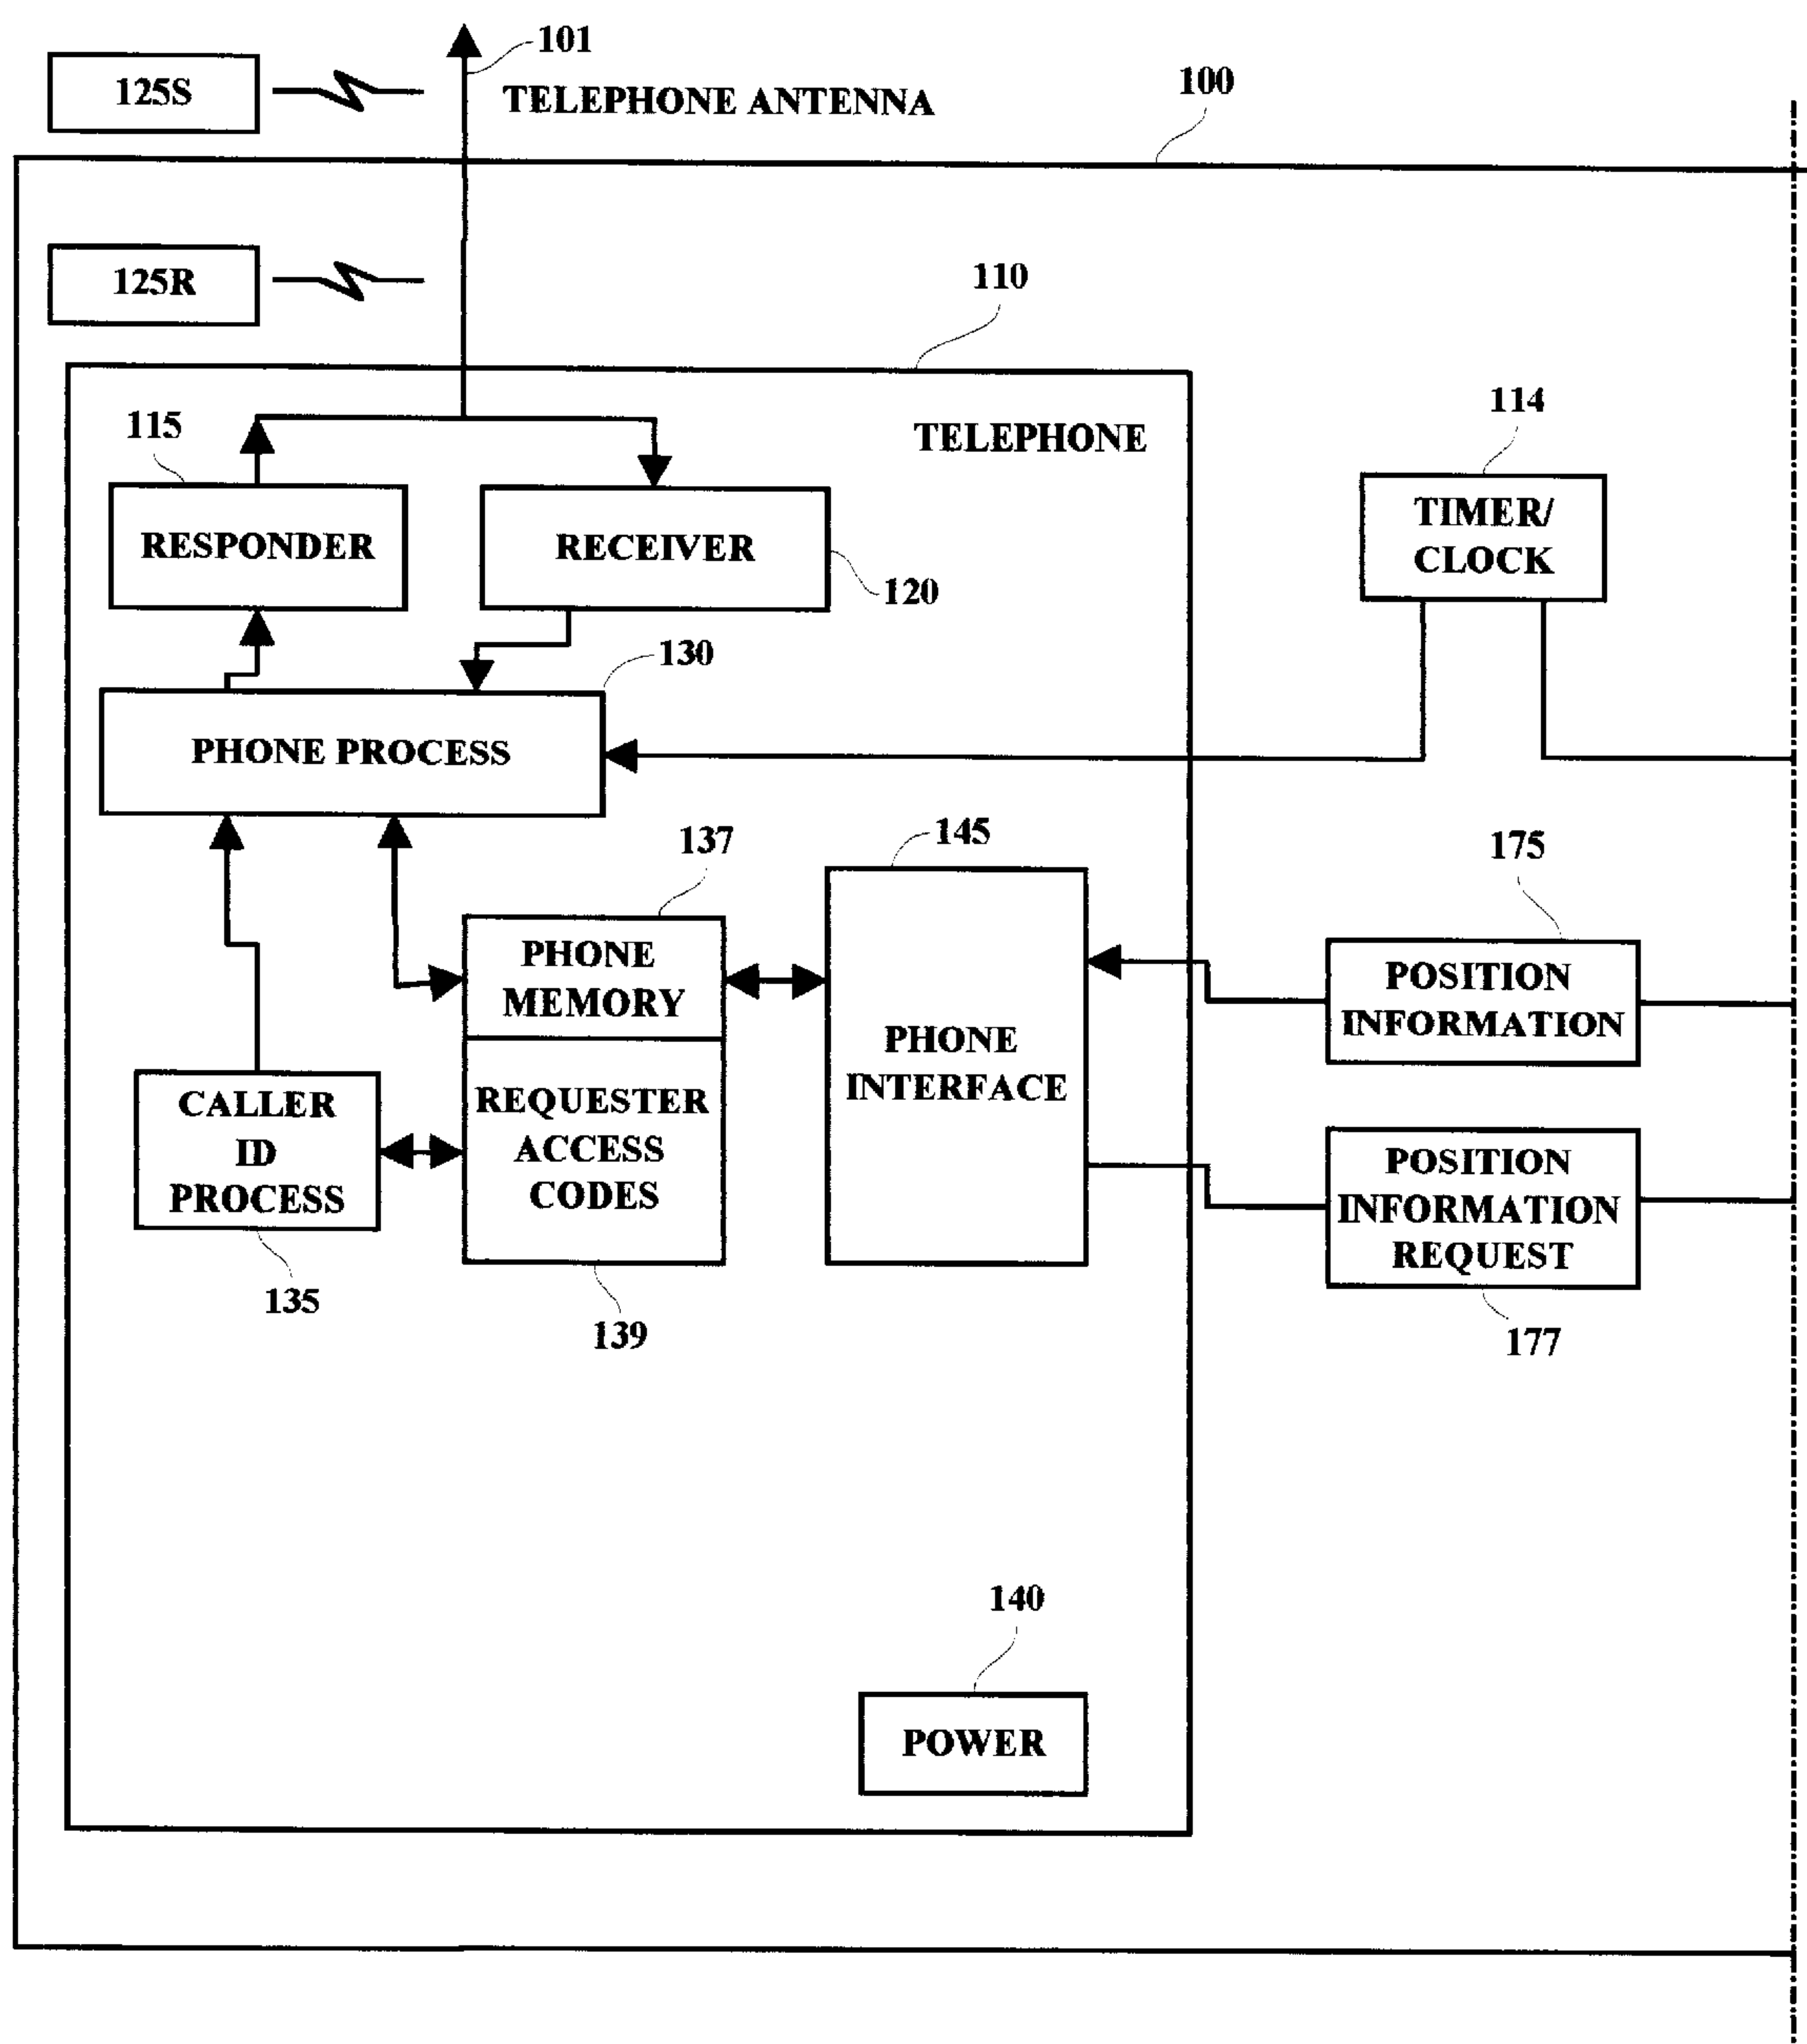 101
125S
TELEPHONE ANTENNA
100
125R
110
114
115
TELEPHONE
TIMER/
CLOCK
RESPONDER
RECEIVER
120
130
PHONE PROCESS
137
145
175
PHONE
MEMORY
POSITION
INFORMATION
PHONE
INTERFACE
CALLER
ID
PROCESS
REQUESTER
ACCESS
CODES
POSITION
INFORMATION
REQUEST
135
139
177
140
POWER